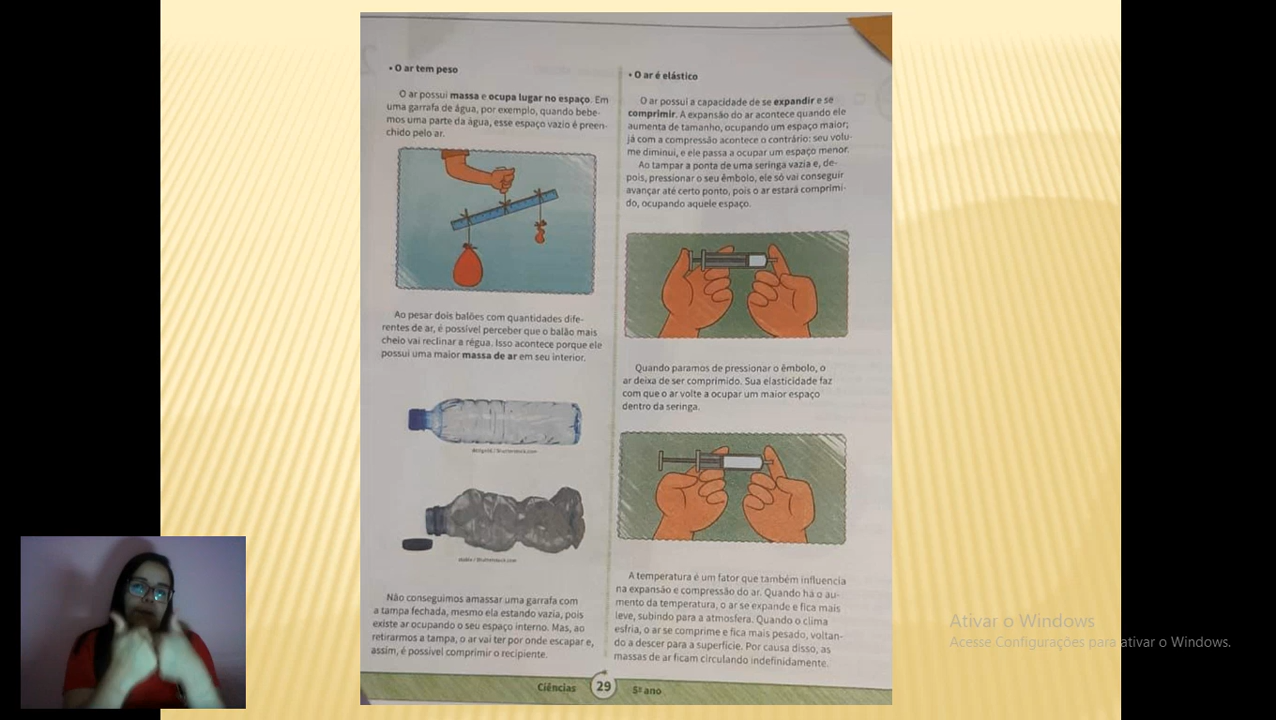 • O ar tem peso
O ar possui massa e ocupa lugar no espaço. Em
uma garrafa de água, por exemplo, quando bebe-
mos uma parte da água, esse espaço vazio é preen-
chido pelo ar.
Ao pesar dois balões com quantidades dife-
rentes de ar, é possível perceber que o balão mais
cheio vai reclinar a régua. Isso acontece porque ele
possui uma maior massa de ar em seu interior.
/ Shutterstock.com
/ Shutterstock.com
Não conseguimos amassar uma garrafa com
a tampa fechada, mesmo ela estando vazia, pois
existe ar ocupando o seu espaço interno. Mas, ao
retirarmos a tampa, o ar vai ter por onde escapar e,
assim, é possível comprimir o recipiente.
• O ar é elástico
O ar possui a capacidade de se expandir e se
comprimir. A expansão do ar acontece quando ele
aumenta de tamanho, ocupando um espaço maior;
já com a compressão acontece o contrário: seu volu-
me diminui, e ele passa a ocupar um espaço menor.
Ao tampar a ponta de uma seringa vazia e, de-
pois, pressionar o seu êmbolo, ele só vai conseguir
avançar até certo ponto, pois o ar estará comprimi-
do, ocupando aquele espaço.
Quando paramos de pressionar o êmbolo, o
ar deixa de ser comprimido. Sua elasticidade faz
com que o ar volte a ocupar um maior espaço
dentro da seringa.
A temperatura é um fator que também influencia
na expansão e compressão do ar. Quando há o au-
mento da temperatura, o ar se expande e fica mais
leve, subindo para a atmosfera. Quando o clima
esfria, o ar se comprime e fica mais pesado, voltan-
do a descer para a superfície. Por causa disso, as
massas de ar ficam circulando indefinidamente.
Ciências 29 5º ano
Ativar o Windows
Acesse Configurações para ativar o Windows.